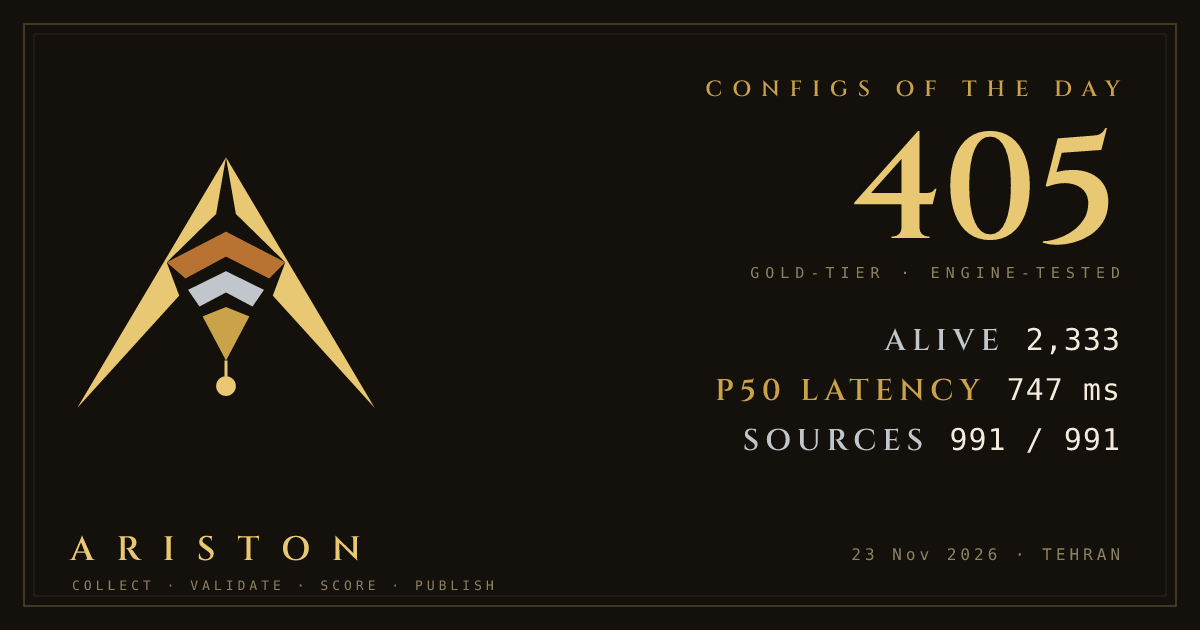 CONFIGS OF THE DAY
405
GOLD-TIER · ENGINE-TESTED
ALIVE 2,333
P50 LATENCY 747 ms
SOURCES 991 / 991
ARISTON
COLLECT · VALIDATE · SCORE · PUBLISH
23 Nov 2026 · TEHRAN